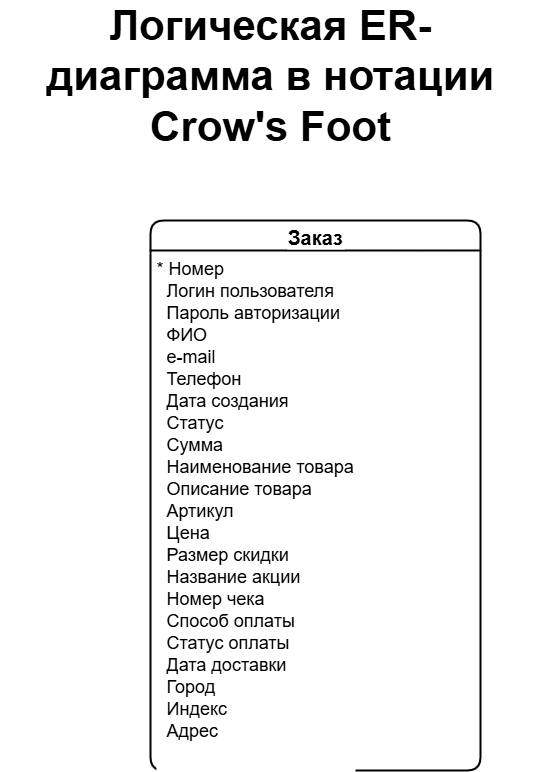 Логическая ER-
диаграмма в нотации
Crow's Foot
Заказ
* Номер
Логин пользователя
Пароль авторизации
ФИО
e-mail
Телефон
Дата создания
Статус
Сумма
Наименование товара
Описание товара
Артикул
Цена
Размер скидки
Название акции
Номер чека
Способ оплаты
Статус оплаты
Дата доставки
Город
Индекс
Адрес